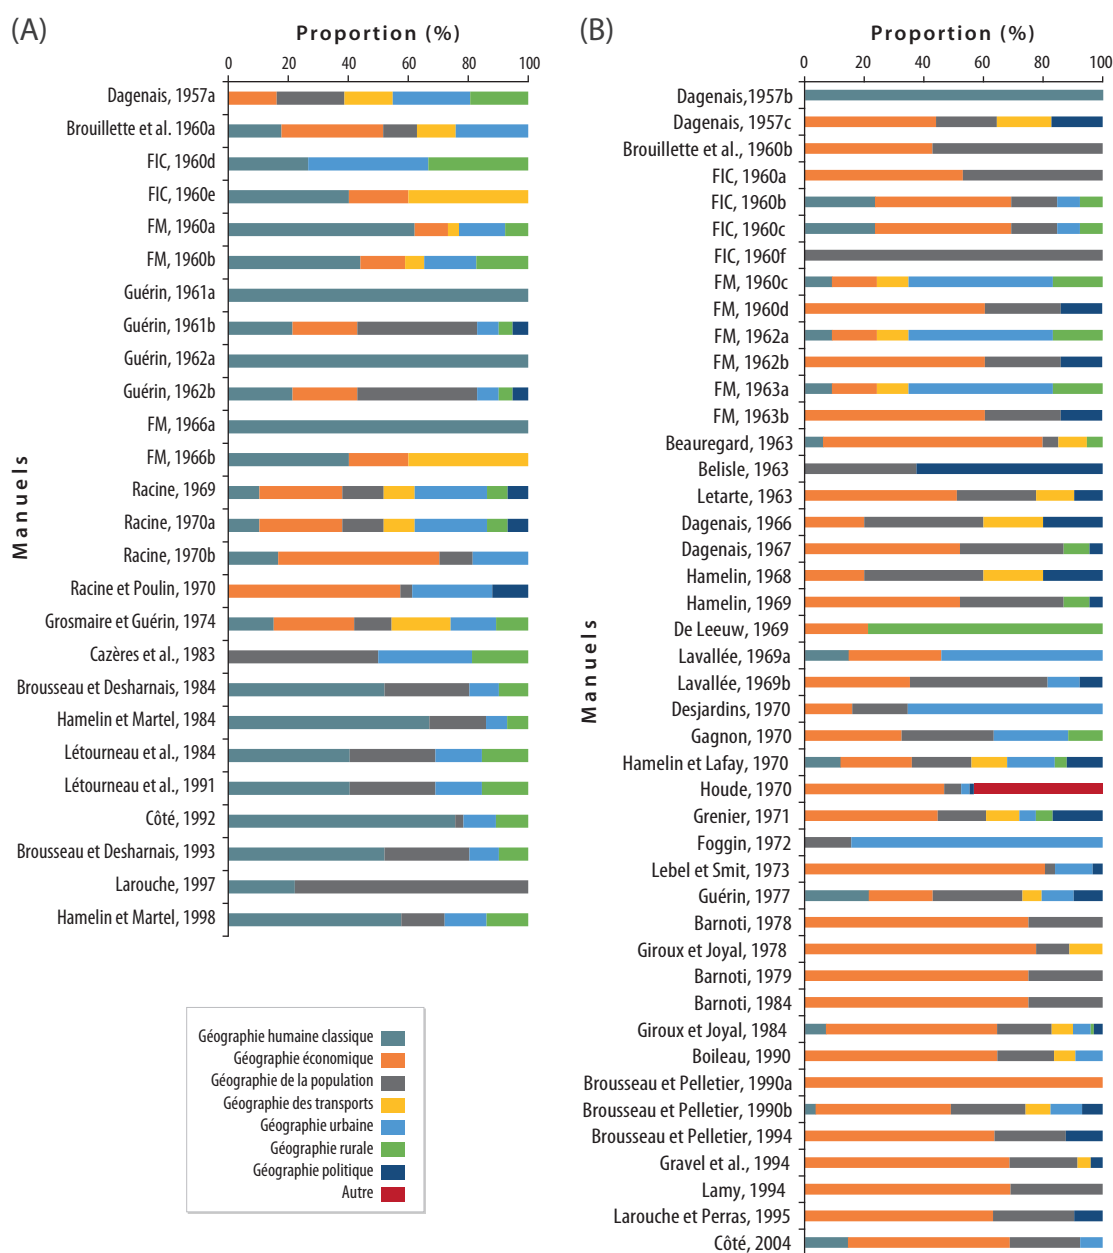 (A)
Proportion (%)
0 20 40 60 80 100
Manuels
Dagenais, 1957a
Brouillette et al. 1960a
FIC, 1960d
FIC, 1960e
FM, 1960a
FM, 1960b
Guérin, 1961a
Guérin, 1961b
Guérin, 1962a
Guérin, 1962b
FM, 1966a
FM, 1966b
Racine, 1969
Racine, 1970a
Racine, 1970b
Racine et Poulin, 1970
Grosmaire et Guérin, 1974
Cazères et al., 1983
Brousseau et Desharnais, 1984
Hamelin et Martel, 1984
Létourneau et al., 1984
Létourneau et al., 1991
Côté, 1992
Brousseau et Desharnais, 1993
Larouche, 1997
Hamelin et Martel, 1998
Géographie humaine classique
Géographie économique
Géographie de la population
Géographie des transports
Géographie urbaine
Géographie rurale
Géographie politique
Autre
(B)
Proportion (%)
0 20 40 60 80 100
Manuels
Dagenais,1957b
Dagenais, 1957c
Brouillette et al., 1960b
FIC, 1960a
FIC, 1960b
FIC, 1960c
FIC, 1960f
FM, 1960c
FM, 1960d
FM, 1962a
FM, 1962b
FM, 1963a
FM, 1963b
Beauregard, 1963
Belisle, 1963
Letarte, 1963
Dagenais, 1966
Dagenais, 1967
Hamelin, 1968
Hamelin, 1969
De Leeuw, 1969
Lavallée, 1969a
Lavallée, 1969b
Desjardins, 1970
Gagnon, 1970
Hamelin et Lafay, 1970
Houde, 1970
Grenier, 1971
Foggin, 1972
Lebel et Smit, 1973
Guérin, 1977
Barnoti, 1978
Giroux et Joyal, 1978
Barnoti, 1979
Barnoti, 1984
Giroux et Joyal, 1984
Boileau, 1990
Brousseau et Pelletier, 1990a
Brousseau et Pelletier, 1990b
Brousseau et Pelletier, 1994
Gravel et al., 1994
Lamy, 1994
Larouche et Perras, 1995
Côté, 2004